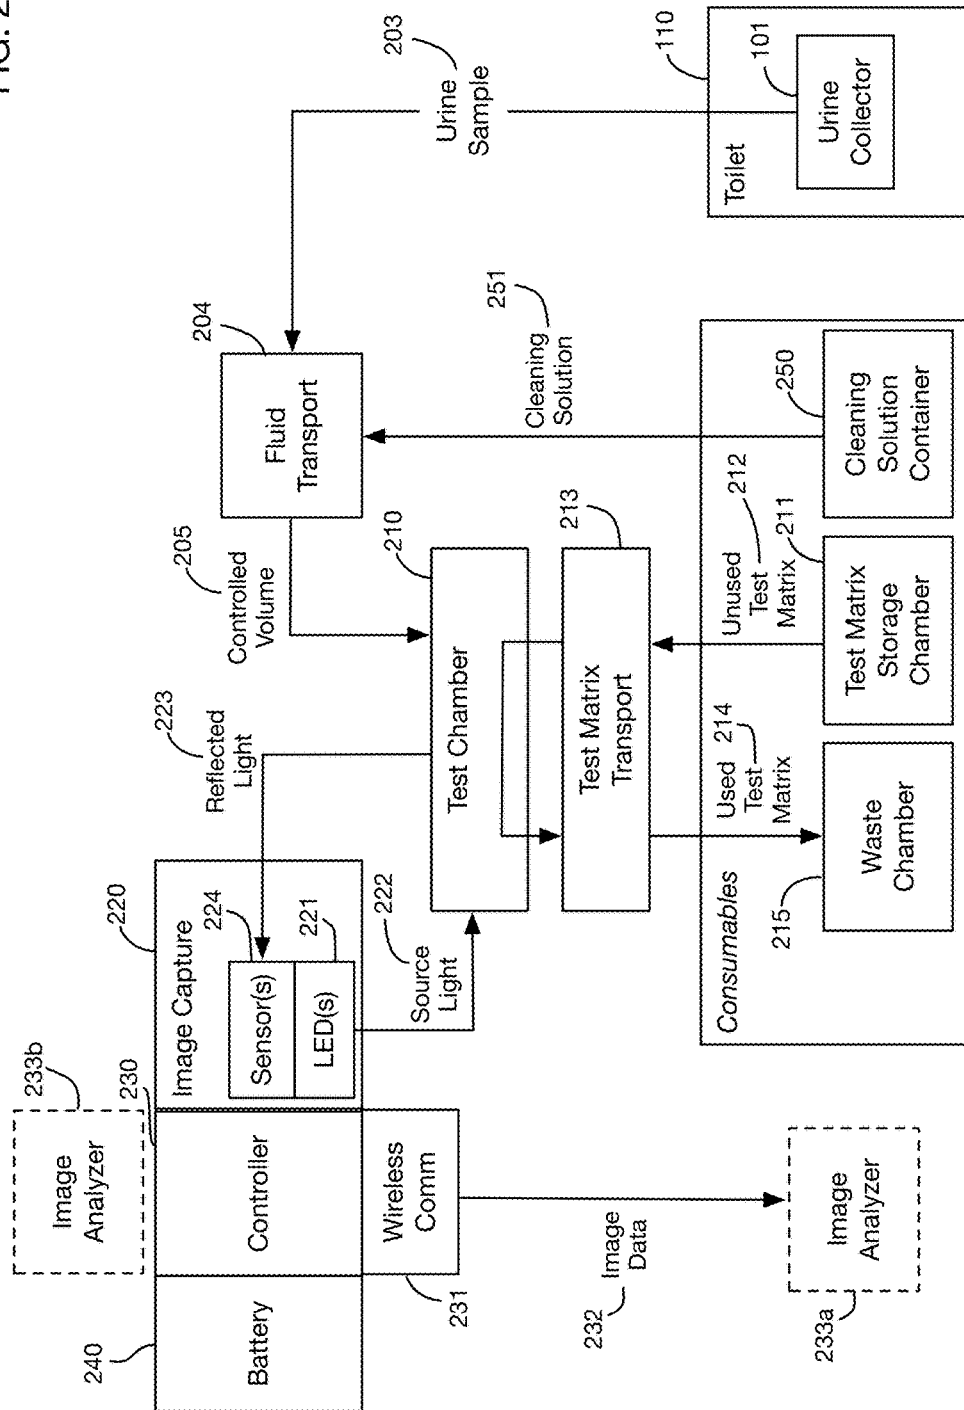 FIG. 2
233b
Image
Analyzer
240
Battery
230
Controller
Wireless
Comm
231
220
Image Capture
224
Sensor(s)
221
LED(s)
222
Source
Light
223
Reflected
Light
205
Controlled
Volume
204
Fluid
Transport
203
Urine
Sample
210
Test Chamber
213
Test Matrix
Transport
251
Cleaning
Solution
110
Toilet
101
Urine
Collector
232
Image
Data
233a
Image
Analyzer
Consumables
Used
Test
Matrix
214
215
Waste
Chamber
Unused
Test
Matrix
212
211
Test Matrix
Storage
Chamber
250
Cleaning
Solution
Container